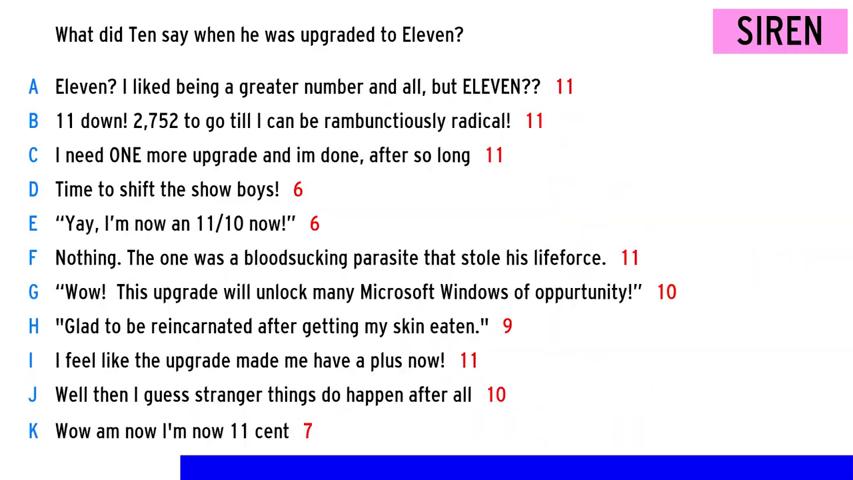 What did Ten say when he was upgraded to Eleven?
SIREN
A Eleven? I liked being a greater number and all, but ELEVEN?? 11
B 11 down! 2,752 to go till I can be rambunctiously radical! 11
C I need ONE more upgrade and im done, after so long 11
D Time to shift the show boys! 6
E “Yay, I’m now an 11/10 now!” 6
F Nothing. The one was a bloodsucking parasite that stole his lifeforce. 11
G “Wow!  This upgrade will unlock many Microsoft Windows of oppurtunity!” 10
H "Glad to be reincarnated after getting my skin eaten." 9
I I feel like the upgrade made me have a plus now! 11
J Well then I guess stranger things do happen after all 10
K Wow am now I'm now 11 cent 7